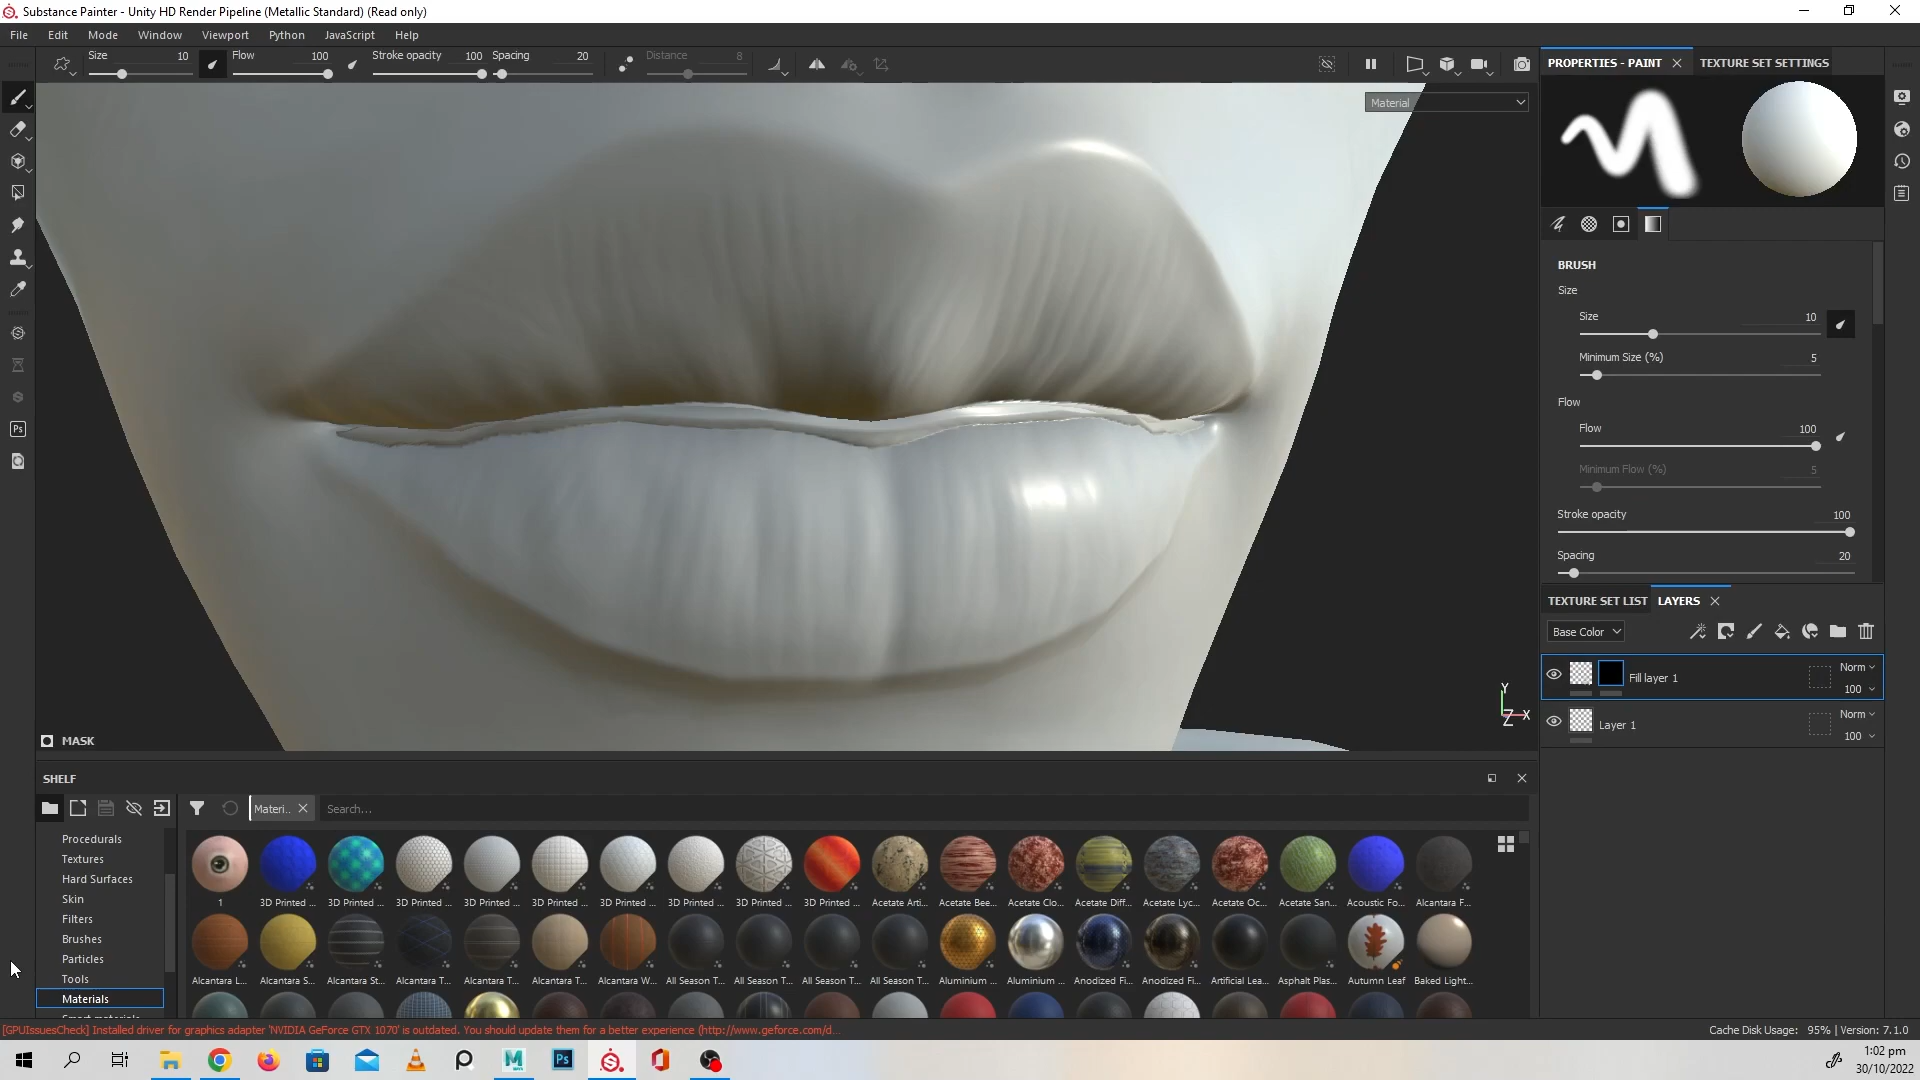 Substance Painter - Unity HD Render Pipeline (Metallic Standard) (Read only)
File Edit Mode Window Viewport Python JavaScript Help
Size 10 Flow 100 Stroke opacity 100 Spacing 20 Distance 8
PROPERTIES - PAINT TEXTURE SET SETTINGS
Material
BRUSH
Size
Size 10
Minimum Size (%) 5
Flow
Flow 100
Minimum Flow (%) 5
Stroke opacity 100
Spacing 20
TEXTURE SET LIST LAYERS
Base Color
Fill layer 1 Norm 100
Layer 1 Norm 100
Y
Z X
MASK
SHELF
Materi... Search...
Procedurals
Textures
Hard Surfaces
Skin
Filters
Brushes
Particles
Tools
Materials
1 3D Printed ... 3D Printed ... 3D Printed ... 3D Printed ... 3D Printed ... 3D Printed ... 3D Printed ... 3D Printed ... 3D Printed ... Acetate Arti... Acetate Bee... Acetate Clo... Acetate Diff... Acetate Lyc... Acetate Oc... Acetate San... Acoustic Fo... Alcantara F...
Alcantara L... Alcantara S... Alcantara St... Alcantara T... Alcantara T... Alcantara T... Alcantara W... All Season T... All Season T... All Season T... All Season T... Aluminium ... Aluminium ... Anodized Fi... Anodized Fi... Artificial Lea... Asphalt Plas... Autumn Leaf Baked Light...
[GPUIssuesCheck] Installed driver for graphics adapter 'NVIDIA GeForce GTX 1070' is outdated. You should update them for a better experience (http://www.geforce.com/d...
Cache Disk Usage: 95% | Version: 7.1.0
Ps
M
Ps
1:02 pm
30/10/2022